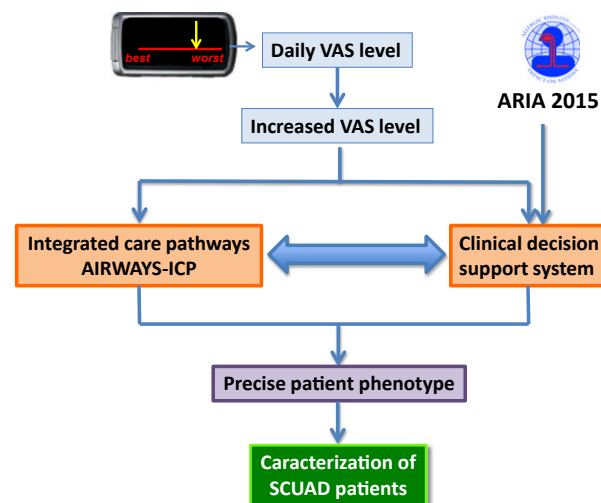 best worst
Daily VAS level
ARIA 2015
Increased VAS level
Integrated care pathways
AIRWAYS-ICP
Clinical decision
support system
Precise patient phenotype
Caracterization of
SCUAD patients